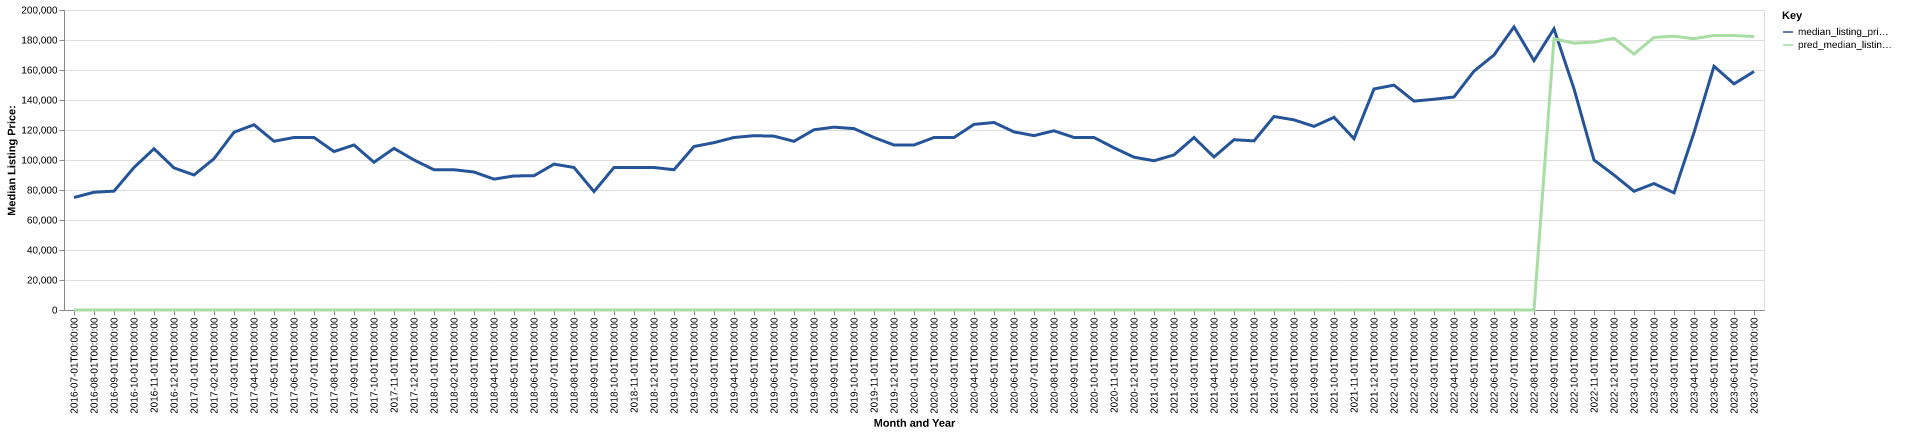 200,000
180,000
160,000
140,000
120,000
100,000
80,000
60,000
40,000
20,000
0
Median Listing Price:
2016-07-01T00:00:00
2016-08-01T00:00:00
2016-09-01T00:00:00
2016-10-01T00:00:00
2016-11-01T00:00:00
2016-12-01T00:00:00
2017-01-01T00:00:00
2017-02-01T00:00:00
2017-03-01T00:00:00
2017-04-01T00:00:00
2017-05-01T00:00:00
2017-06-01T00:00:00
2017-07-01T00:00:00
2017-08-01T00:00:00
2017-09-01T00:00:00
2017-10-01T00:00:00
2017-11-01T00:00:00
2017-12-01T00:00:00
2018-01-01T00:00:00
2018-02-01T00:00:00
2018-03-01T00:00:00
2018-04-01T00:00:00
2018-05-01T00:00:00
2018-06-01T00:00:00
2018-07-01T00:00:00
2018-08-01T00:00:00
2018-09-01T00:00:00
2018-10-01T00:00:00
2018-11-01T00:00:00
2018-12-01T00:00:00
2019-01-01T00:00:00
2019-02-01T00:00:00
2019-03-01T00:00:00
2019-04-01T00:00:00
2019-05-01T00:00:00
2019-06-01T00:00:00
2019-07-01T00:00:00
2019-08-01T00:00:00
2019-09-01T00:00:00
2019-10-01T00:00:00
2019-11-01T00:00:00
2019-12-01T00:00:00
2020-01-01T00:00:00
2020-02-01T00:00:00
2020-03-01T00:00:00
2020-04-01T00:00:00
2020-05-01T00:00:00
2020-06-01T00:00:00
2020-07-01T00:00:00
2020-08-01T00:00:00
2020-09-01T00:00:00
2020-10-01T00:00:00
2020-11-01T00:00:00
2020-12-01T00:00:00
2021-01-01T00:00:00
2021-02-01T00:00:00
2021-03-01T00:00:00
2021-04-01T00:00:00
2021-05-01T00:00:00
2021-06-01T00:00:00
2021-07-01T00:00:00
2021-08-01T00:00:00
2021-09-01T00:00:00
2021-10-01T00:00:00
2021-11-01T00:00:00
2021-12-01T00:00:00
2022-01-01T00:00:00
2022-02-01T00:00:00
2022-03-01T00:00:00
2022-04-01T00:00:00
2022-05-01T00:00:00
2022-06-01T00:00:00
2022-07-01T00:00:00
2022-08-01T00:00:00
2022-09-01T00:00:00
2022-10-01T00:00:00
2022-11-01T00:00:00
2022-12-01T00:00:00
2023-01-01T00:00:00
2023-02-01T00:00:00
2023-03-01T00:00:00
2023-04-01T00:00:00
2023-05-01T00:00:00
2023-06-01T00:00:00
2023-07-01T00:00:00
Month and Year
Key
median_listing_pri…
pred_median_listin…